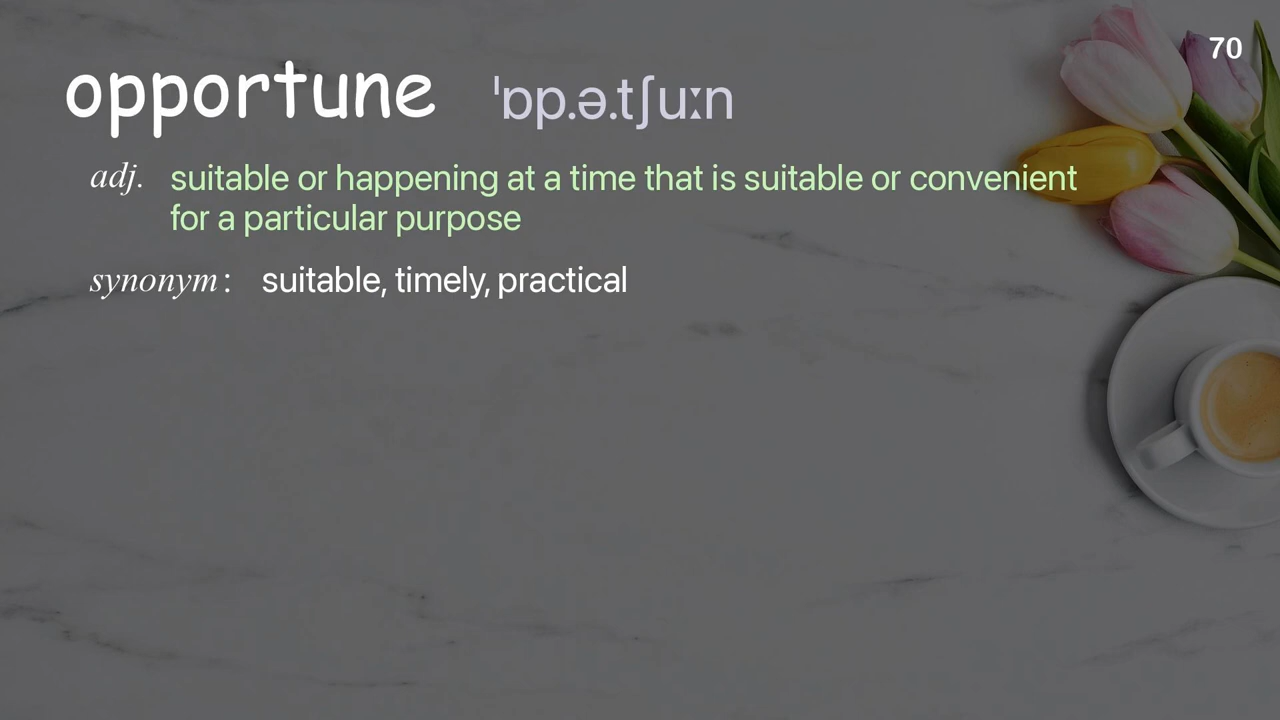 70
opportune ˈɒp.ə.tʃuːn
adj. suitable or happening at a time that is suitable or convenient
for a particular purpose
synonym: suitable, timely, practical